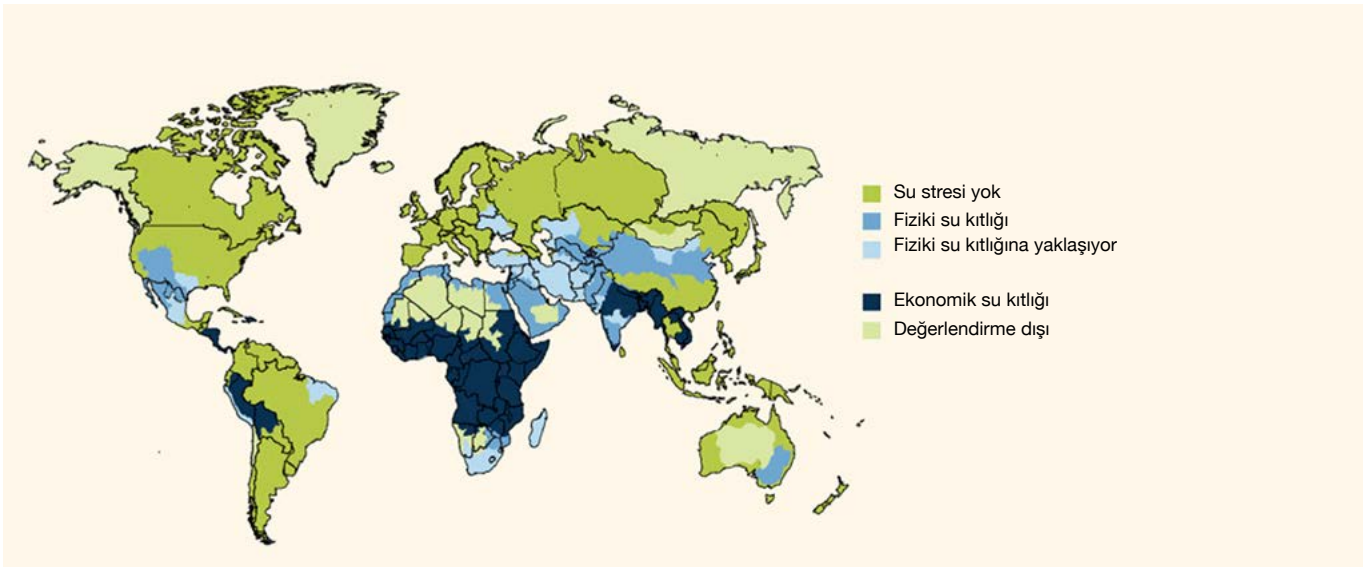 Su stresi yok
Fiziki su kıtlığı
Fiziki su kıtlığına yaklaşıyor
Ekonomik su kıtlığı
Değerlendirme dışı